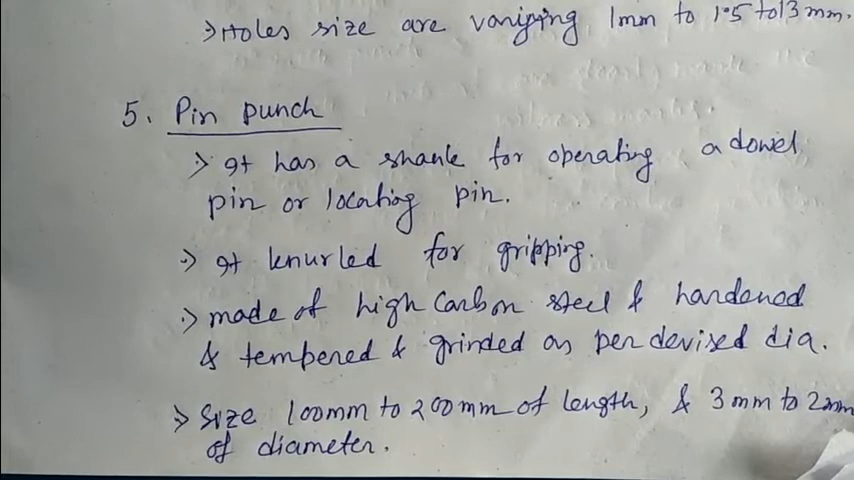 ⇒ Holes size are varying 1mm to 1.5 to 13 mm.
5. Pin punch
⇒ It has a shank for operating a dowel
pin or locating pin.
⇒ It knurled for gripping.
⇒ made of high carbon steel & hardened
& tempered & grinded as per devised dia.
⇒ Size 100mm to 200mm of length, & 3mm to 2mm
of diameter.